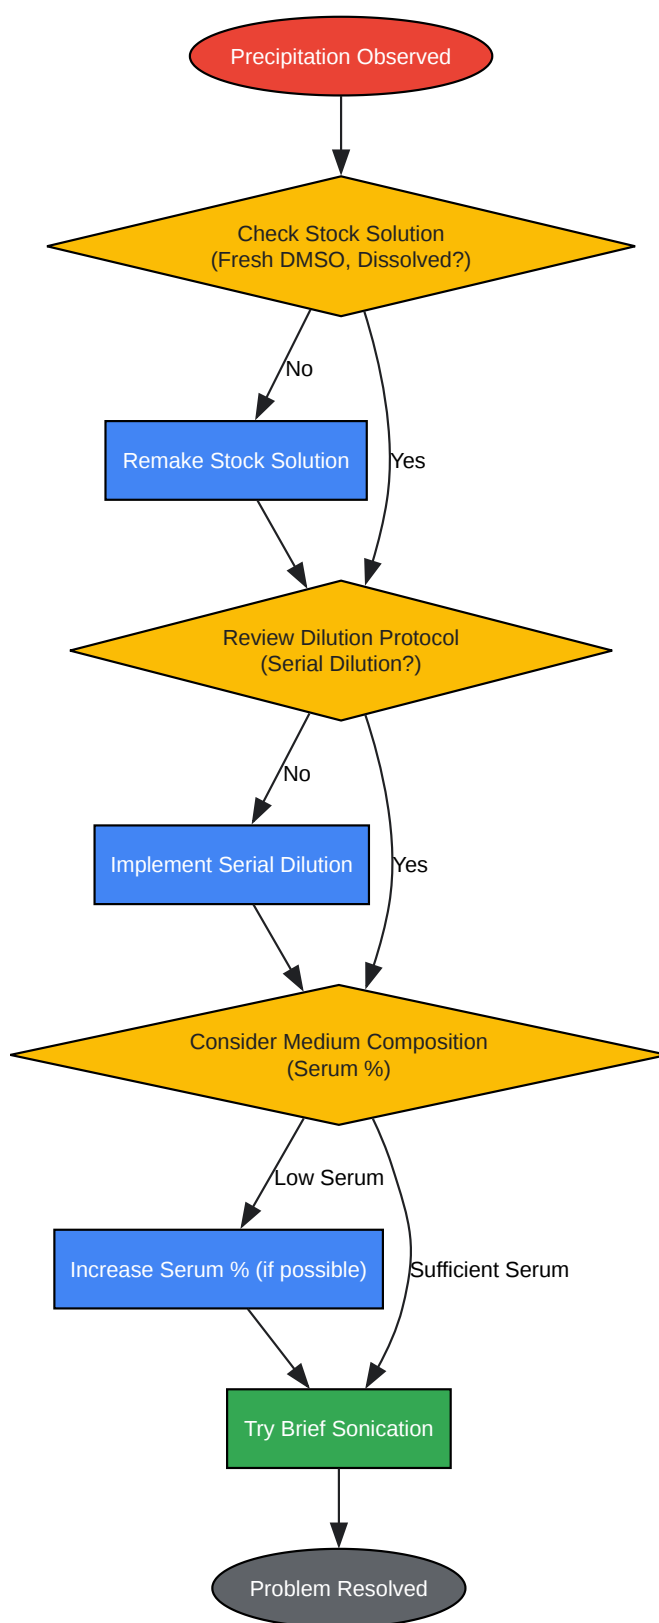 Precipitation Observed
Check Stock Solution
(Fresh DMSO, Dissolved?)
No
Yes
Remake Stock Solution
Review Dilution Protocol
(Serial Dilution?)
No
Yes
Implement Serial Dilution
Consider Medium Composition
(Serum %)
Low Serum
Sufficient Serum
Increase Serum % (if possible)
Try Brief Sonication
Problem Resolved